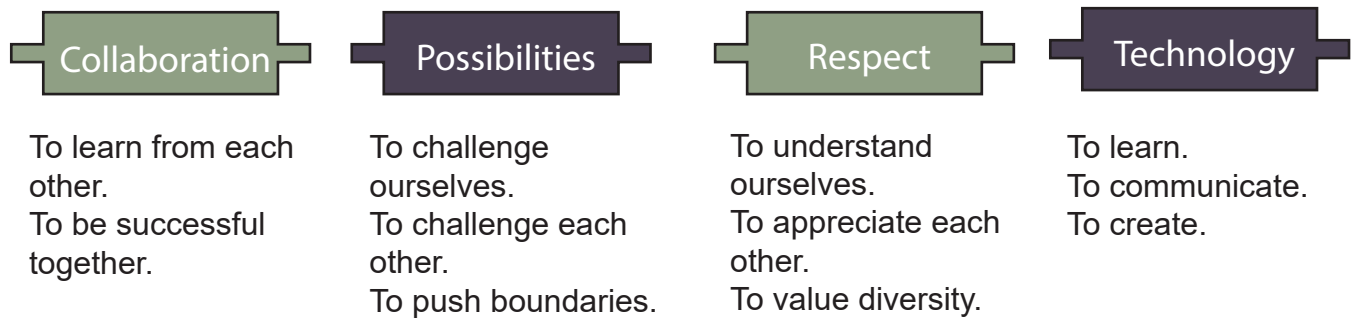 Collaboration
To learn from each
other.
To be successful
together.
Possibilities
To challenge
ourselves.
To challenge each
other.
To push boundaries.
Respect
To understand
ourselves.
To appreciate each
other.
To value diversity.
Technology
To learn.
To communicate.
To create.